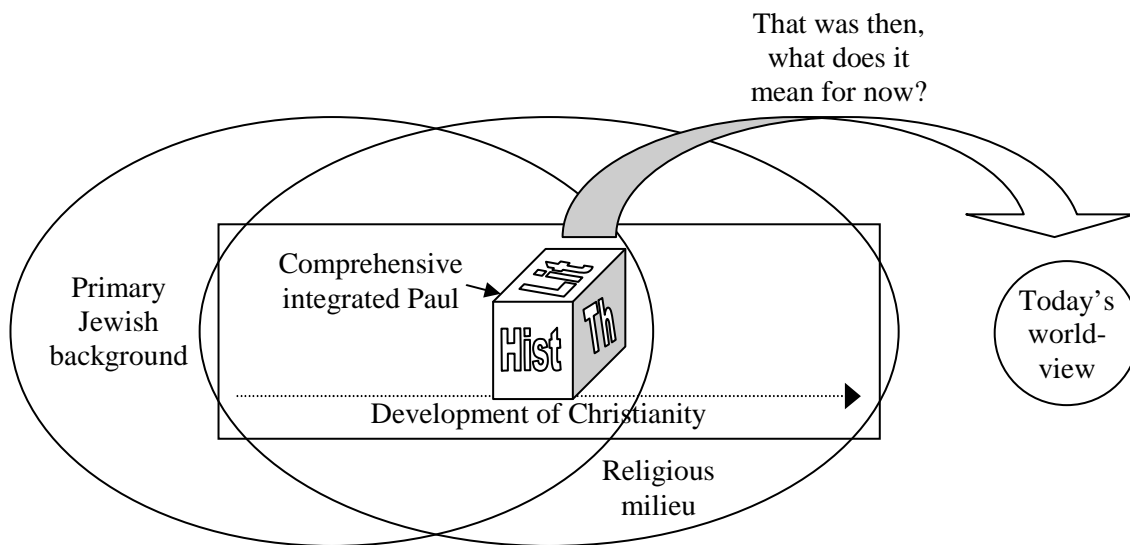 That was then,
what does it
mean for now?
Comprehensive
integrated Paul
Lit
Hist
Th
Primary
Jewish
background
Today’s
world-
view
Development of Christianity
Religious
milieu